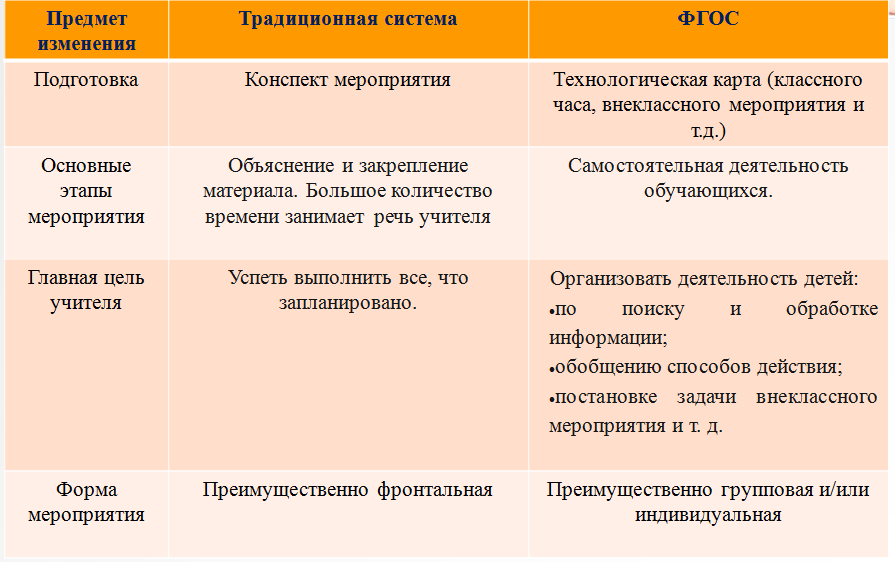 Предмет изменения
Традиционная система
ФГОС
Подготовка
Конспект мероприятия
Технологическая карта (классного
часа, внеклассного мероприятия и
т.д.)
Основные
этапы
мероприятия
Объяснение и закрепление
материала. Большое количество
времени занимает речь учителя
Самостоятельная деятельность
обучающихся.
Главная цель
учителя
Успеть выполнить все, что
запланировано.
Организовать деятельность детей:
•по поиску и обработке
информации;
•обобщению способов действия;
•постановке задачи внеклассного
мероприятия и т. д.
Форма
мероприятия
Преимущественно фронтальная
Преимущественно групповая и/или
индивидуальная